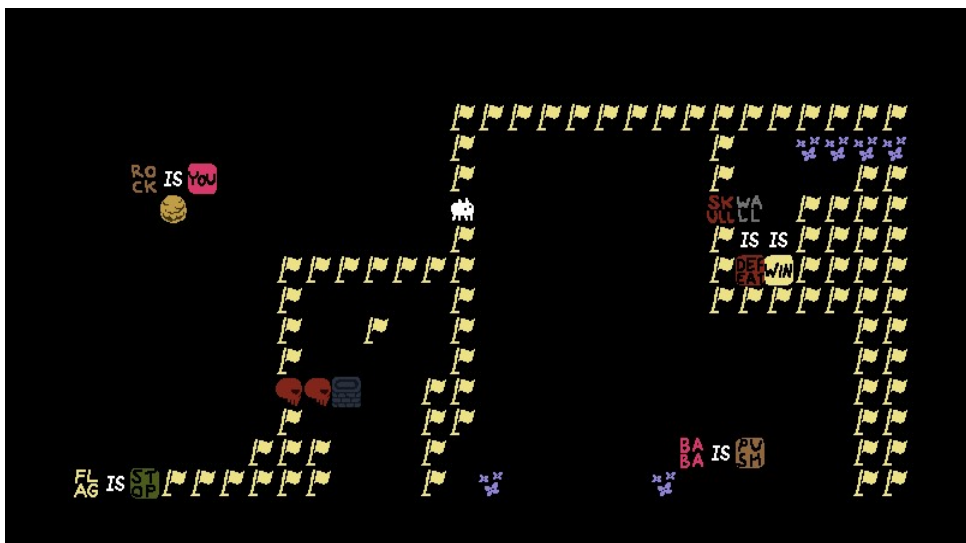 ROCK IS YOU
SKULL WALL
IS IS
DEFEAT WIN
BABA IS PUSH
FLAG IS STOP